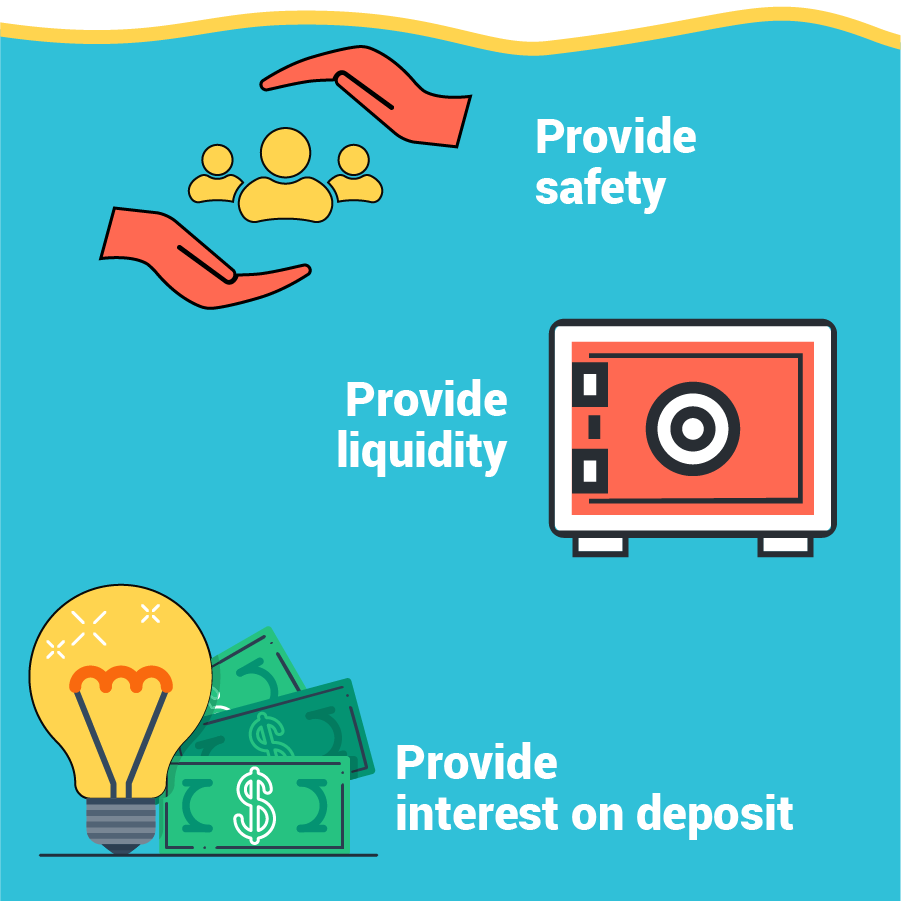 Provide
safety
Provide
liquidity
Provide
interest on deposit